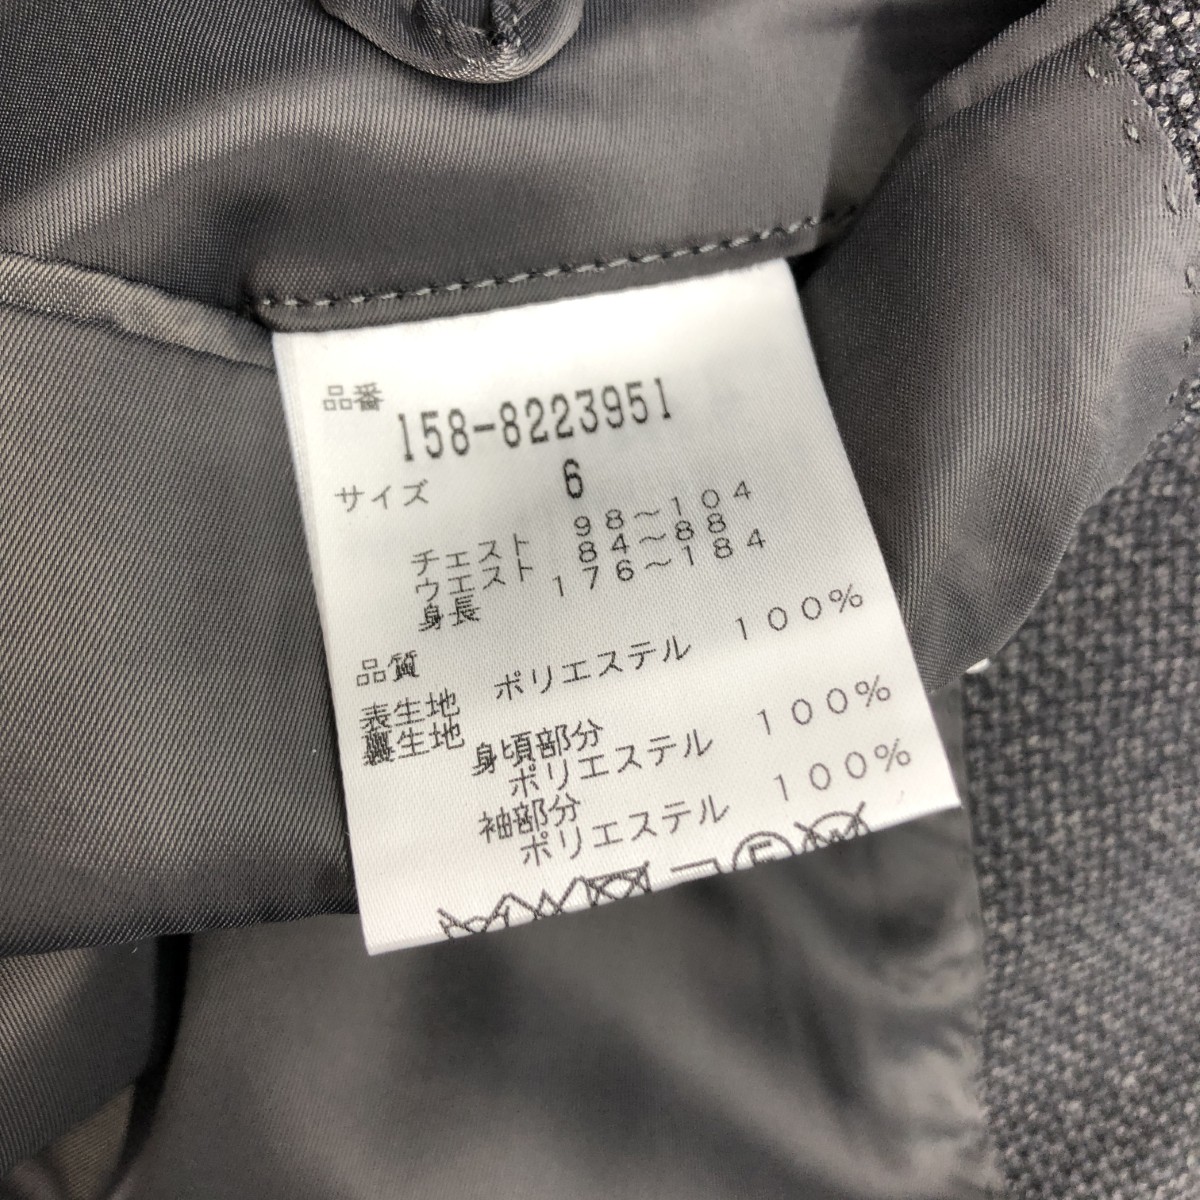 品番
158-8223951
サイズ 6
チェスト 98～104
ウエスト 84～88
身長 176～184
品質
表生地 ポリエステル 100%
裏生地
身頃部分
ポリエステル 100%
袖部分
ポリエステル 100%
F W